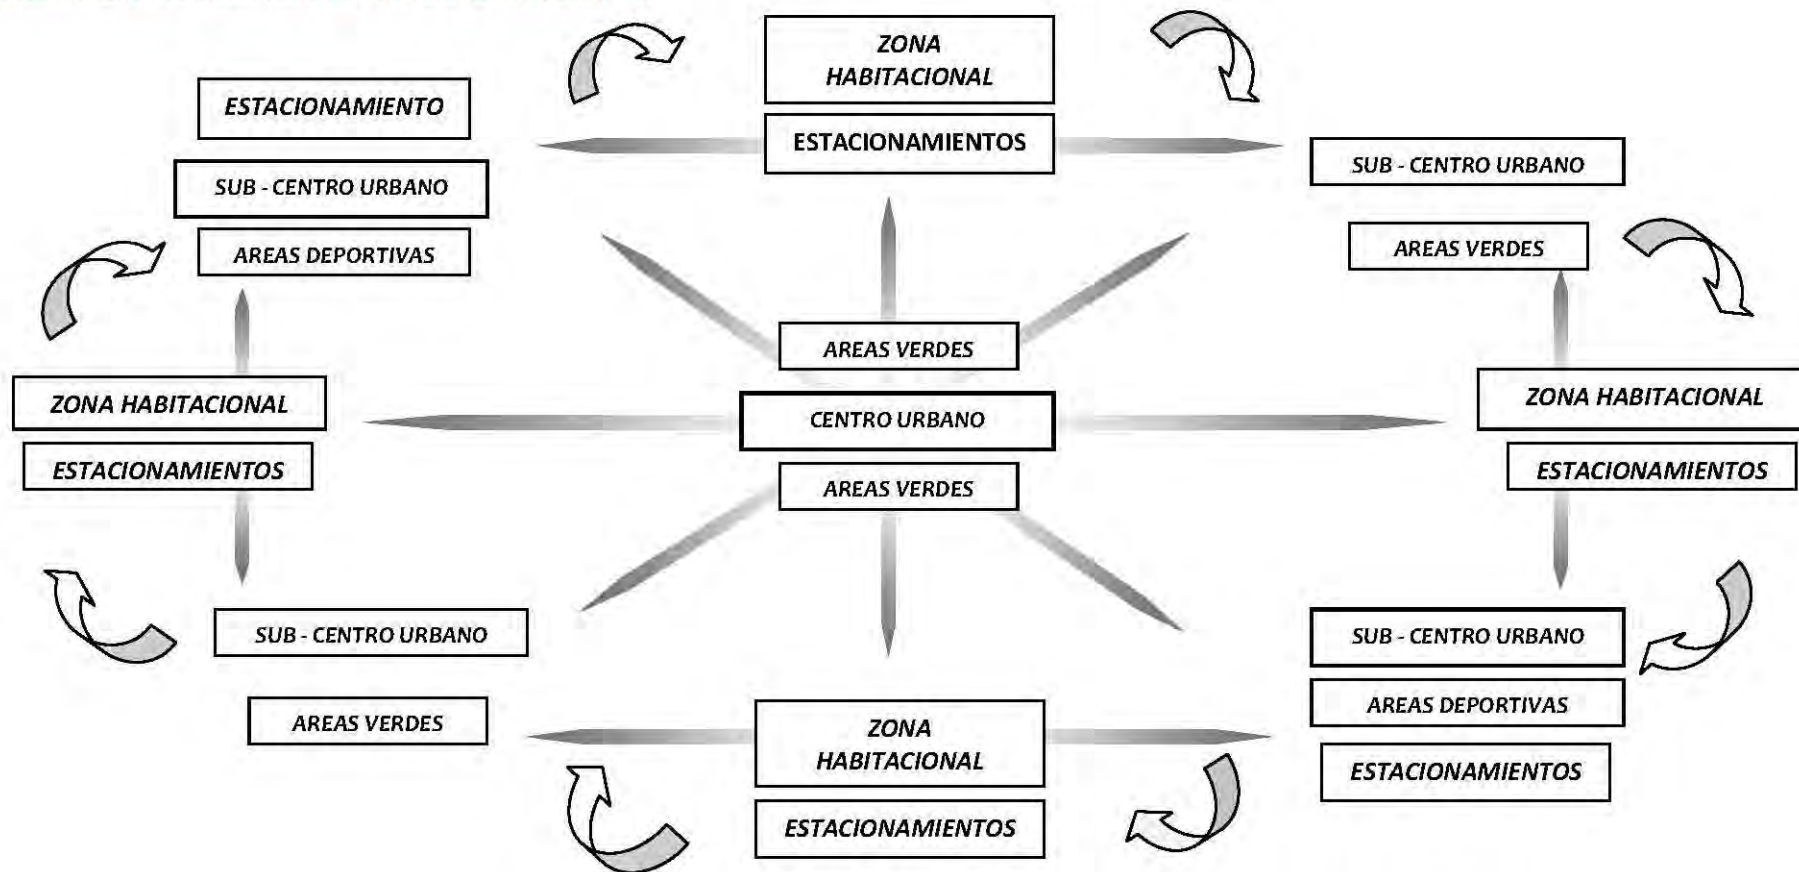 ZONA
HABITACIONAL
ESTACIONAMIENTOS
ESTACIONAMIENTO
SUB - CENTRO URBANO
AREAS DEPORTIVAS
SUB - CENTRO URBANO
AREAS VERDES
AREAS VERDES
CENTRO URBANO
AREAS VERDES
ZONA HABITACIONAL
ESTACIONAMIENTOS
ZONA HABITACIONAL
ESTACIONAMIENTOS
SUB - CENTRO URBANO
AREAS VERDES
ZONA
HABITACIONAL
ESTACIONAMIENTOS
SUB - CENTRO URBANO
AREAS DEPORTIVAS
ESTACIONAMIENTOS